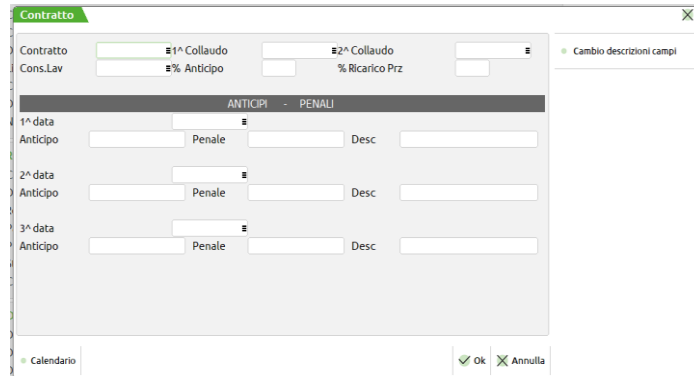 Contratto
Contratto 1^ Collaudo 2^ Collaudo
Cons.Lav % Anticipo % Ricarico Prz
Cambio descrizioni campi
ANTICIPI - PENALI
1^ data
Anticipo Penale Desc
2^ data
Anticipo Penale Desc
3^ data
Anticipo Penale Desc
Calendario Ok Annulla